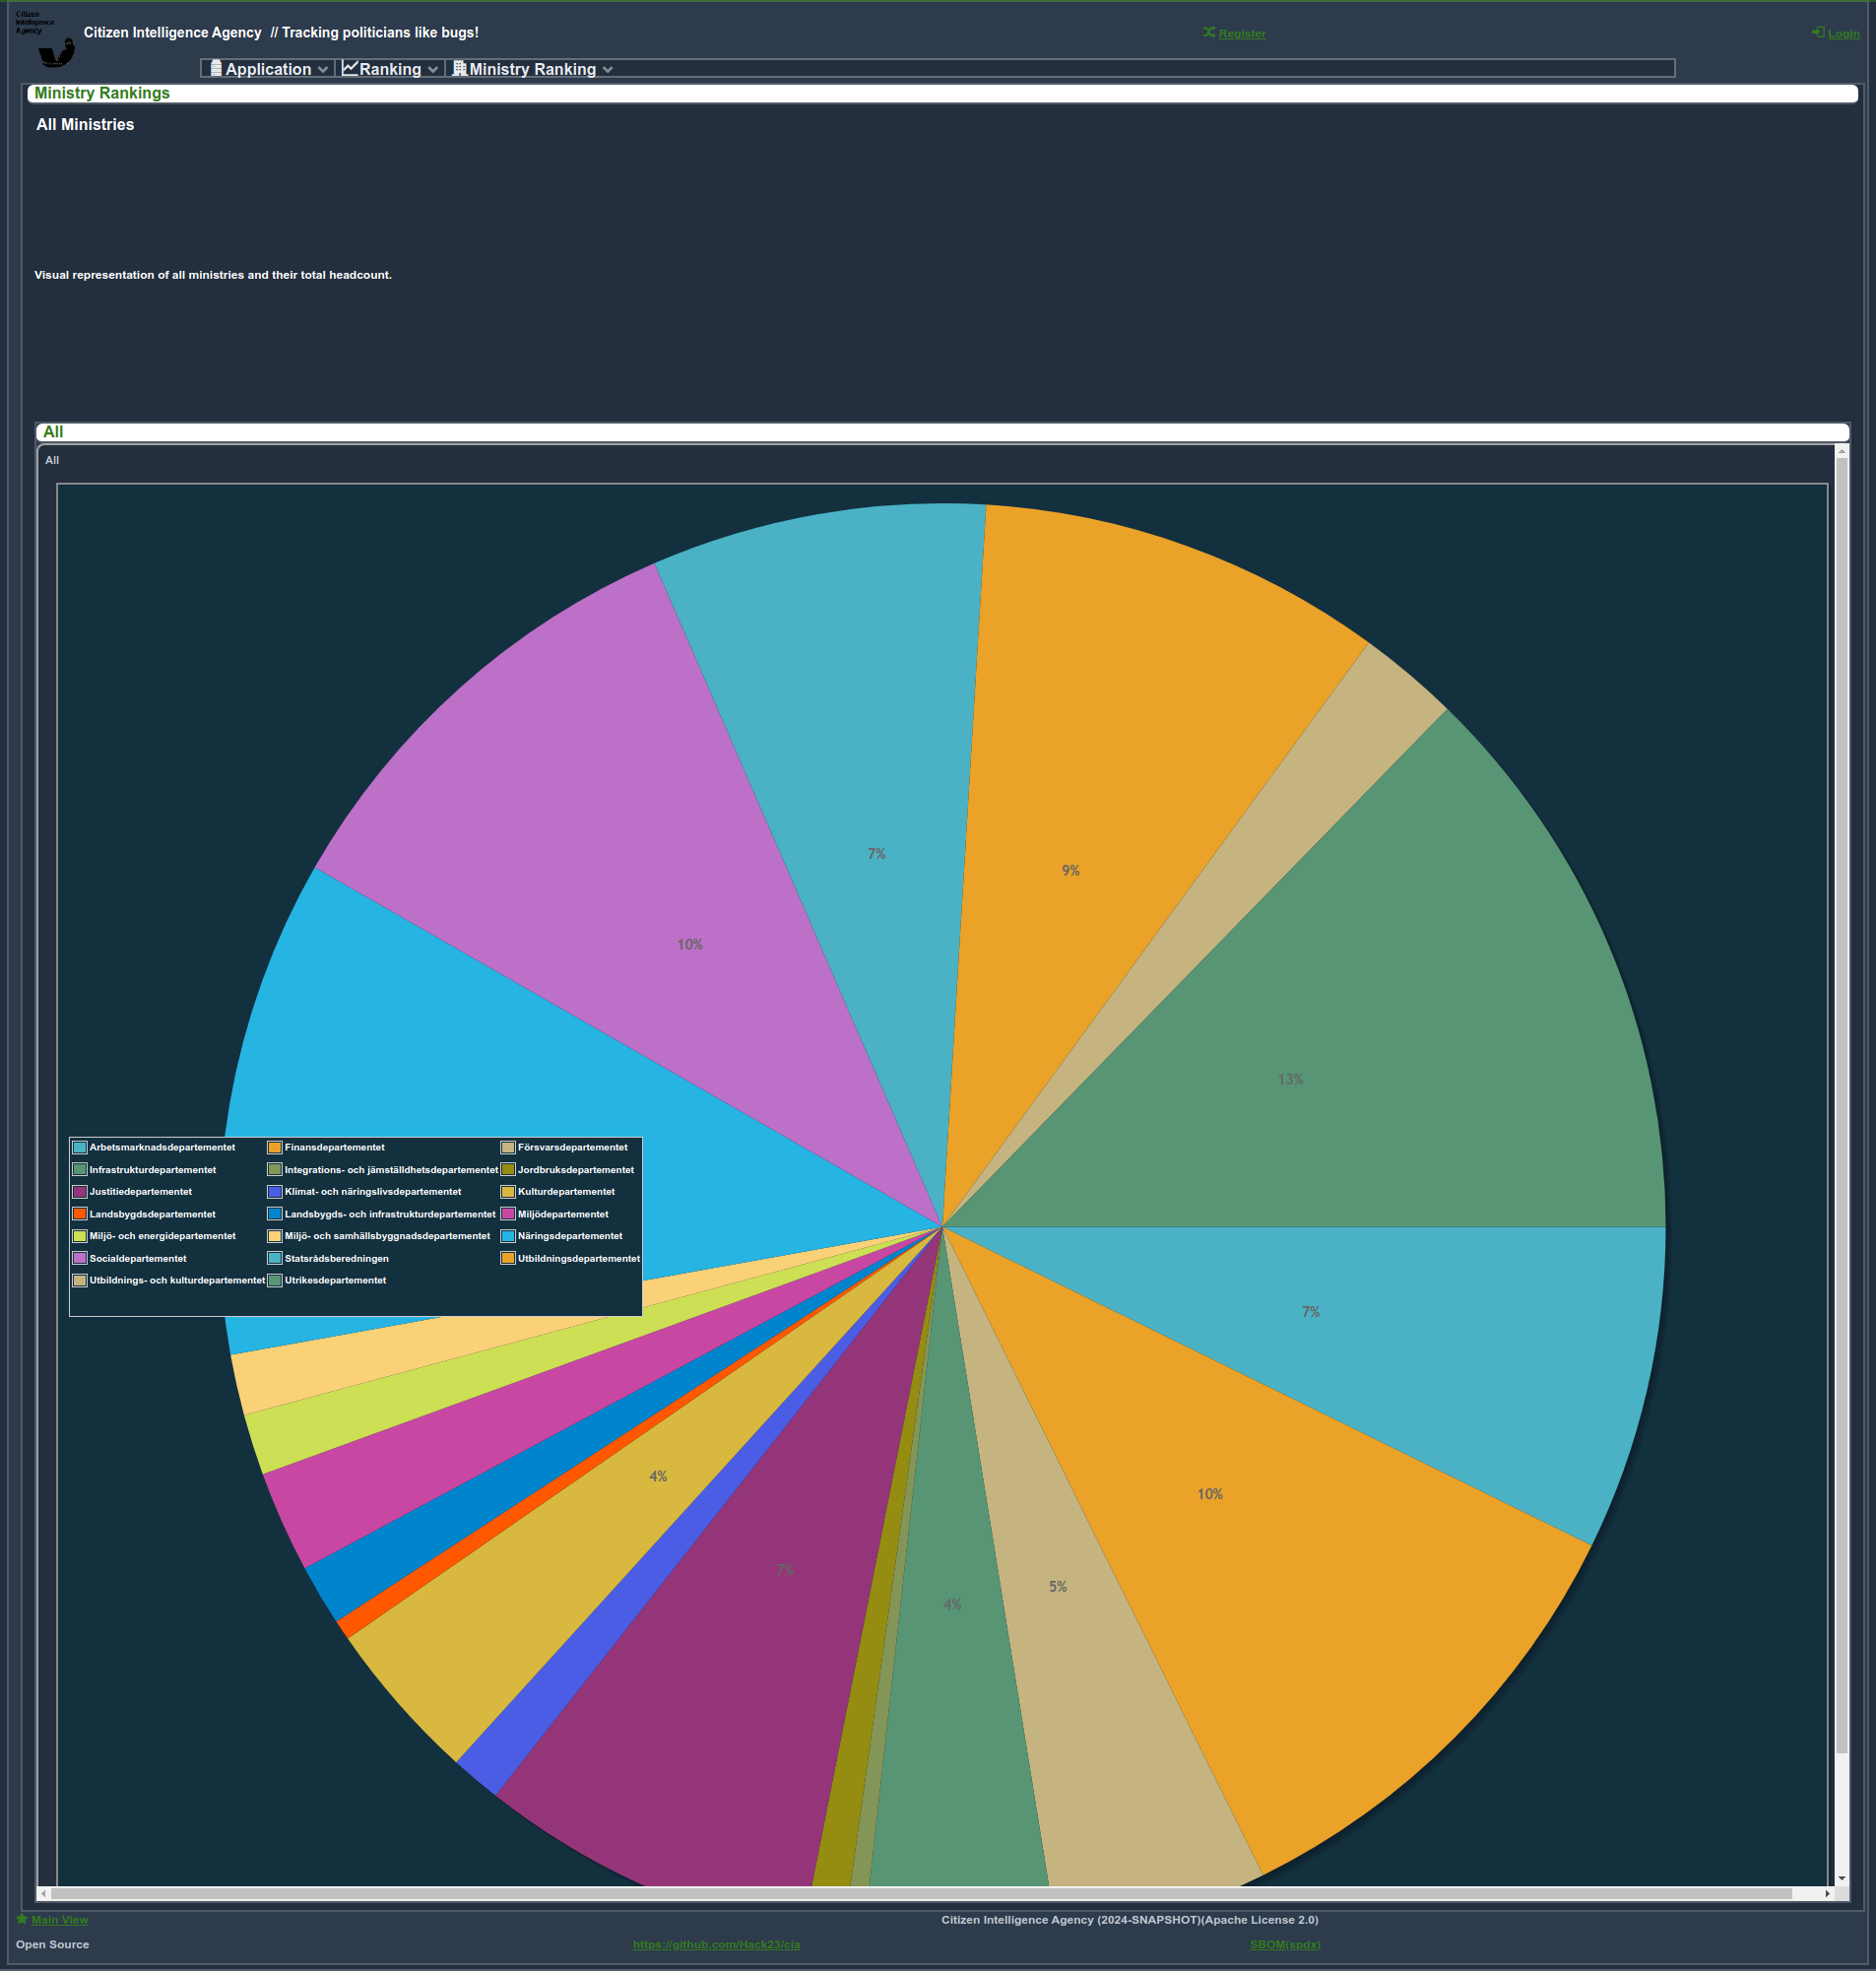 Citizen
Intelligence
Agency
Citizen Intelligence Agency // Tracking politicians like bugs!
Register
Login
Application
Ranking
Ministry Ranking
Ministry Rankings
All Ministries
Visual representation of all ministries and their total headcount.
All
All
7%
9%
10%
13%
Arbetsmarknadsdepartementet Finansdepartementet Försvarsdepartementet
Infrastrukturdepartementet Integrations- och jämställdhetsdepartementet Jordbruksdepartementet
Justitiedepartementet Klimat- och näringslivsdepartementet Kulturdepartementet
Landsbygdsdepartementet Landsbygds- och infrastrukturdepartementet Miljödepartementet
Miljö- och energidepartementet Miljö- och samhällsbyggnadsdepartementet Näringsdepartementet
Socialdepartementet Statsrådsberedningen Utbildningsdepartementet
Utbildnings- och kulturdepartementet Utrikesdepartementet
7%
4%
10%
7%
5%
4%
Main View
Citizen Intelligence Agency (2024-SNAPSHOT)(Apache License 2.0)
Open Source
https://github.com/Hack23/cia
SBOM(spdx)